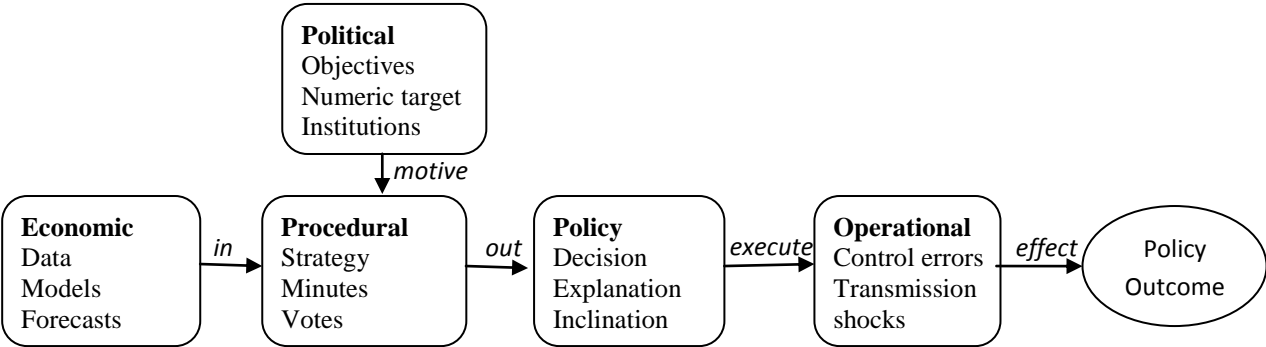 Political
Objectives
Numeric target
Institutions
motive
Economic
Data
Models
Forecasts
in
Procedural
Strategy
Minutes
Votes
out
Policy
Decision
Explanation
Inclination
execute
Operational
Control errors
Transmission
shocks
effect
Policy
Outcome